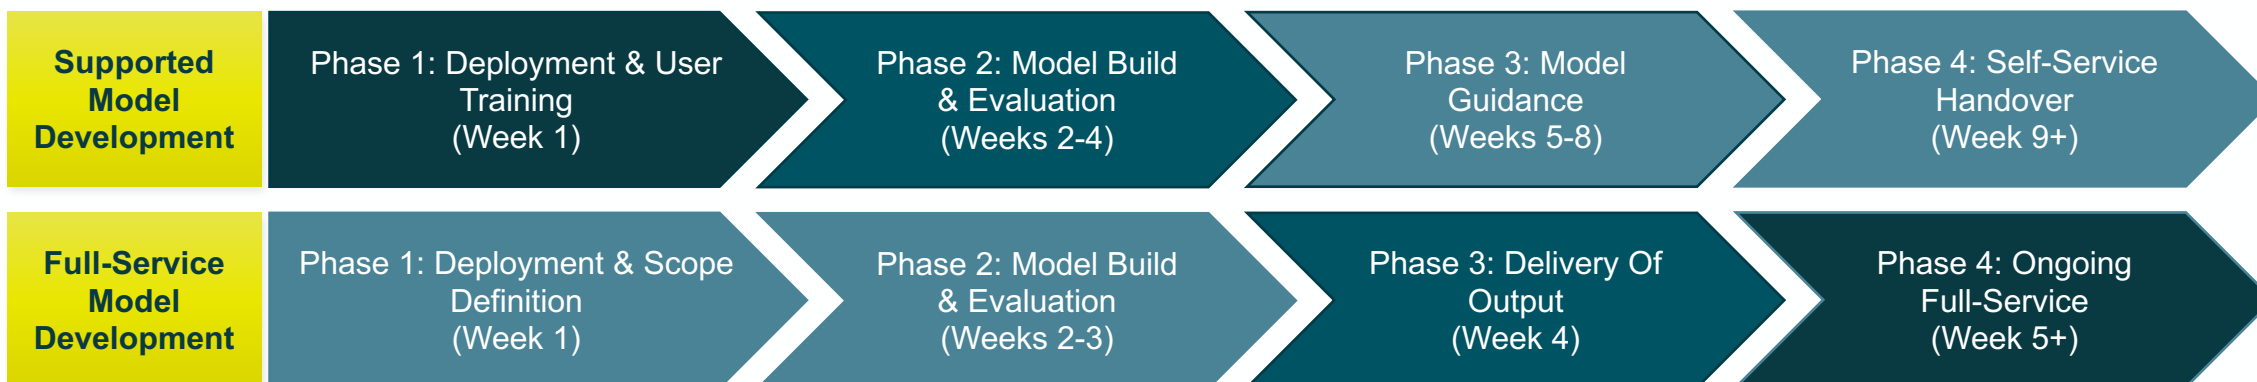 Supported
Model
Development
Phase 1: Deployment & User
Training
(Week 1)
Phase 2: Model Build
& Evaluation
(Weeks 2-4)
Phase 3: Model
Guidance
(Weeks 5-8)
Phase 4: Self-Service
Handover
(Week 9+)
Full-Service
Model
Development
Phase 1: Deployment & Scope
Definition
(Week 1)
Phase 2: Model Build
& Evaluation
(Weeks 2-3)
Phase 3: Delivery Of
Output
(Week 4)
Phase 4: Ongoing
Full-Service
(Week 5+)